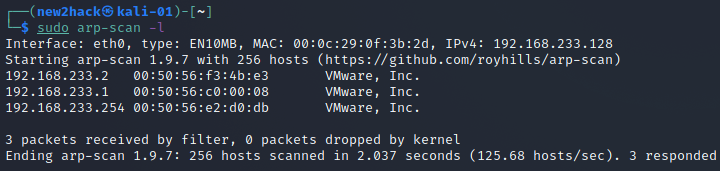 ┌──(new2hack㉿kali-01)-[~]
└─$ sudo arp-scan -l
Interface: eth0, type: EN10MB, MAC: 00:0c:29:0f:3b:2d, IPv4: 192.168.233.128
Starting arp-scan 1.9.7 with 256 hosts (https://github.com/royhills/arp-scan)
192.168.233.2 00:50:56:f3:4b:e3 VMware, Inc.
192.168.233.1 00:50:56:c0:00:08 VMware, Inc.
192.168.233.254 00:50:56:e2:d0:db VMware, Inc.
3 packets received by filter, 0 packets dropped by kernel
Ending arp-scan 1.9.7: 256 hosts scanned in 2.037 seconds (125.68 hosts/sec). 3 responded